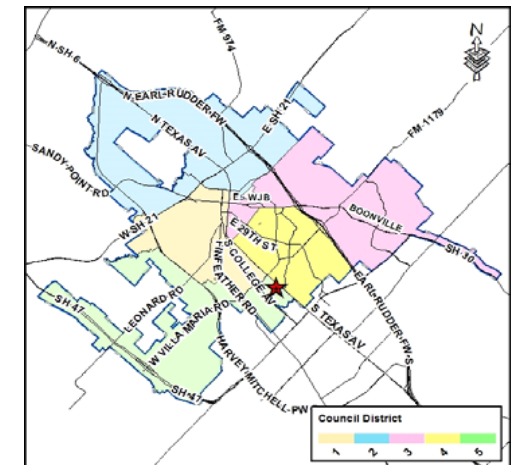 FM 974
N
N-SH-6
N-EARL-RUDDER-FW
E SH 21
N TEXAS AV
FM-1179
SANDY-POINT-RD
E WJB
BOONVILLE
W-SH 21
E 29TH ST
SH-30
S COLLEGE AV
FINFEATHER RD
LEONARD RD
SH 47
W VILLA MARIA RD
S TEXAS AV
EARL-RUDDER-FW-S
HARVEY-MITCHELL-PW
SH-47
Council District
1 2 3 4 5